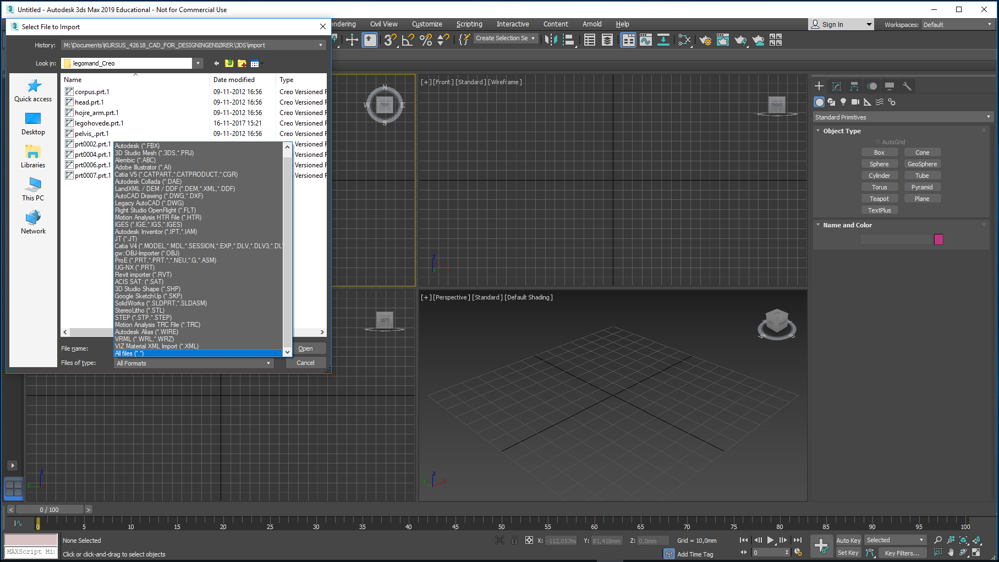 Untitled - Autodesk 3ds Max 2019 Educational - Not for Commercial Use
Select File to Import
History:
M:\Documents\KURSUS_42618_CAD_FOR_DESIGNINGENIØRER\3DS\import
Look in:
legomand_Creo
Quick access
Desktop
Libraries
This PC
Network
Name Date modified Type
corpus.prt.1 09-11-2012 16:56 Creo Versioned F
head.prt.1 09-11-2012 16:56 Creo Versioned F
hojre_arm.prt.1 09-11-2012 16:56 Creo Versioned F
legohovede.prt.1 16-11-2017 15:21 Creo Versioned F
pelvis_.prt.1 09-11-2012 16:56 Creo Versioned F
prt0002.prt.1 Versioned F
prt0004.prt.1 Versioned F
prt0006.prt.1 Versioned F
prt0007.prt.1 Versioned F
Autodesk (*.FBX)
3D Studio Mesh (*.3DS,*.PRJ)
Alembic (*.ABC)
Adobe Illustrator (*.AI)
Catia V5 (*.CATPART,*.CATPRODUCT,*.CGR)
Autodesk Collada (*.DAE)
LandXML / DEM / DDF (*.DEM,*.XML,*.DDF)
AutoCAD Drawing (*.DWG,*.DXF)
Legacy AutoCAD (*.DWG)
Flight Studio OpenFlight (*.FLT)
Motion Analysis HTR File (*.HTR)
IGES (*.IGE,*.IGS,*.IGES)
Autodesk Inventor (*.IPT,*.IAM)
JT (*.JT)
Catia V4 (*.MODEL,*.MDL,*.SESSION,*.EXP,*.DLV,*.DLV3,*.DL
gw::OBJ-Importer (*.OBJ)
ProE (*.PRT,*.PRT.*,*.NEU,*.G,*.ASM)
UG-NX (*.PRT)
Revit importer (*.RVT)
ACIS SAT: (*.SAT)
3D Studio Shape (*.SHP)
Google SketchUp (*.SKP)
SolidWorks (*.SLDPRT,*.SLDASM)
StereoLitho (*.STL)
STEP (*.STP,*.STEP)
Motion Analysis TRC File (*.TRC)
Autodesk Alias (*.WIRE)
VRML (*.WRL,*.WRZ)
VIZ Material XML Import (*.XML)
All files (*.*)
File name:
Open
Files of type:
All Formats
Cancel
endering Civil View Customize Scripting Interactive Content Arnold Help
Sign In
Workspaces: Default
Create Selection Se
N
W TOP E
S
[+] [Front] [Standard] [Wireframe]
FRONT
LEFT
[+] [Perspective] [Standard] [Default Shading]
Standard Primitives
Object Type
AutoGrid
Box Cone
Sphere GeoSphere
Cylinder Tube
Torus Pyramid
Teapot Plane
TextPlus
Name and Color
0 / 100
0 5 10 15 20 25 30 35 40 45 50 55 60 65 70 75 80 85 90 95 100
None Selected
MAXScript Mi
Click or click-and-drag to select objects
X: -112,057mm Y: 81,418mm Z: 0,0mm Grid = 10,0mm
Add Time Tag
0
Auto Key Selected
Set Key Key Filters...